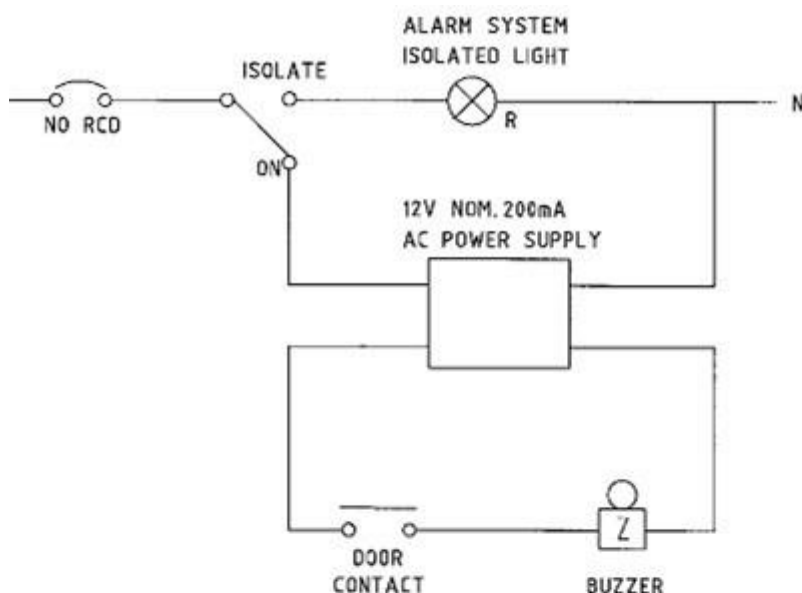 ALARM SYSTEM
ISOLATED LIGHT
ISOLATE
NO RCD
R
N
ON
12V NOM. 200mA
AC POWER SUPPLY
Z
DOOR
CONTACT
BUZZER